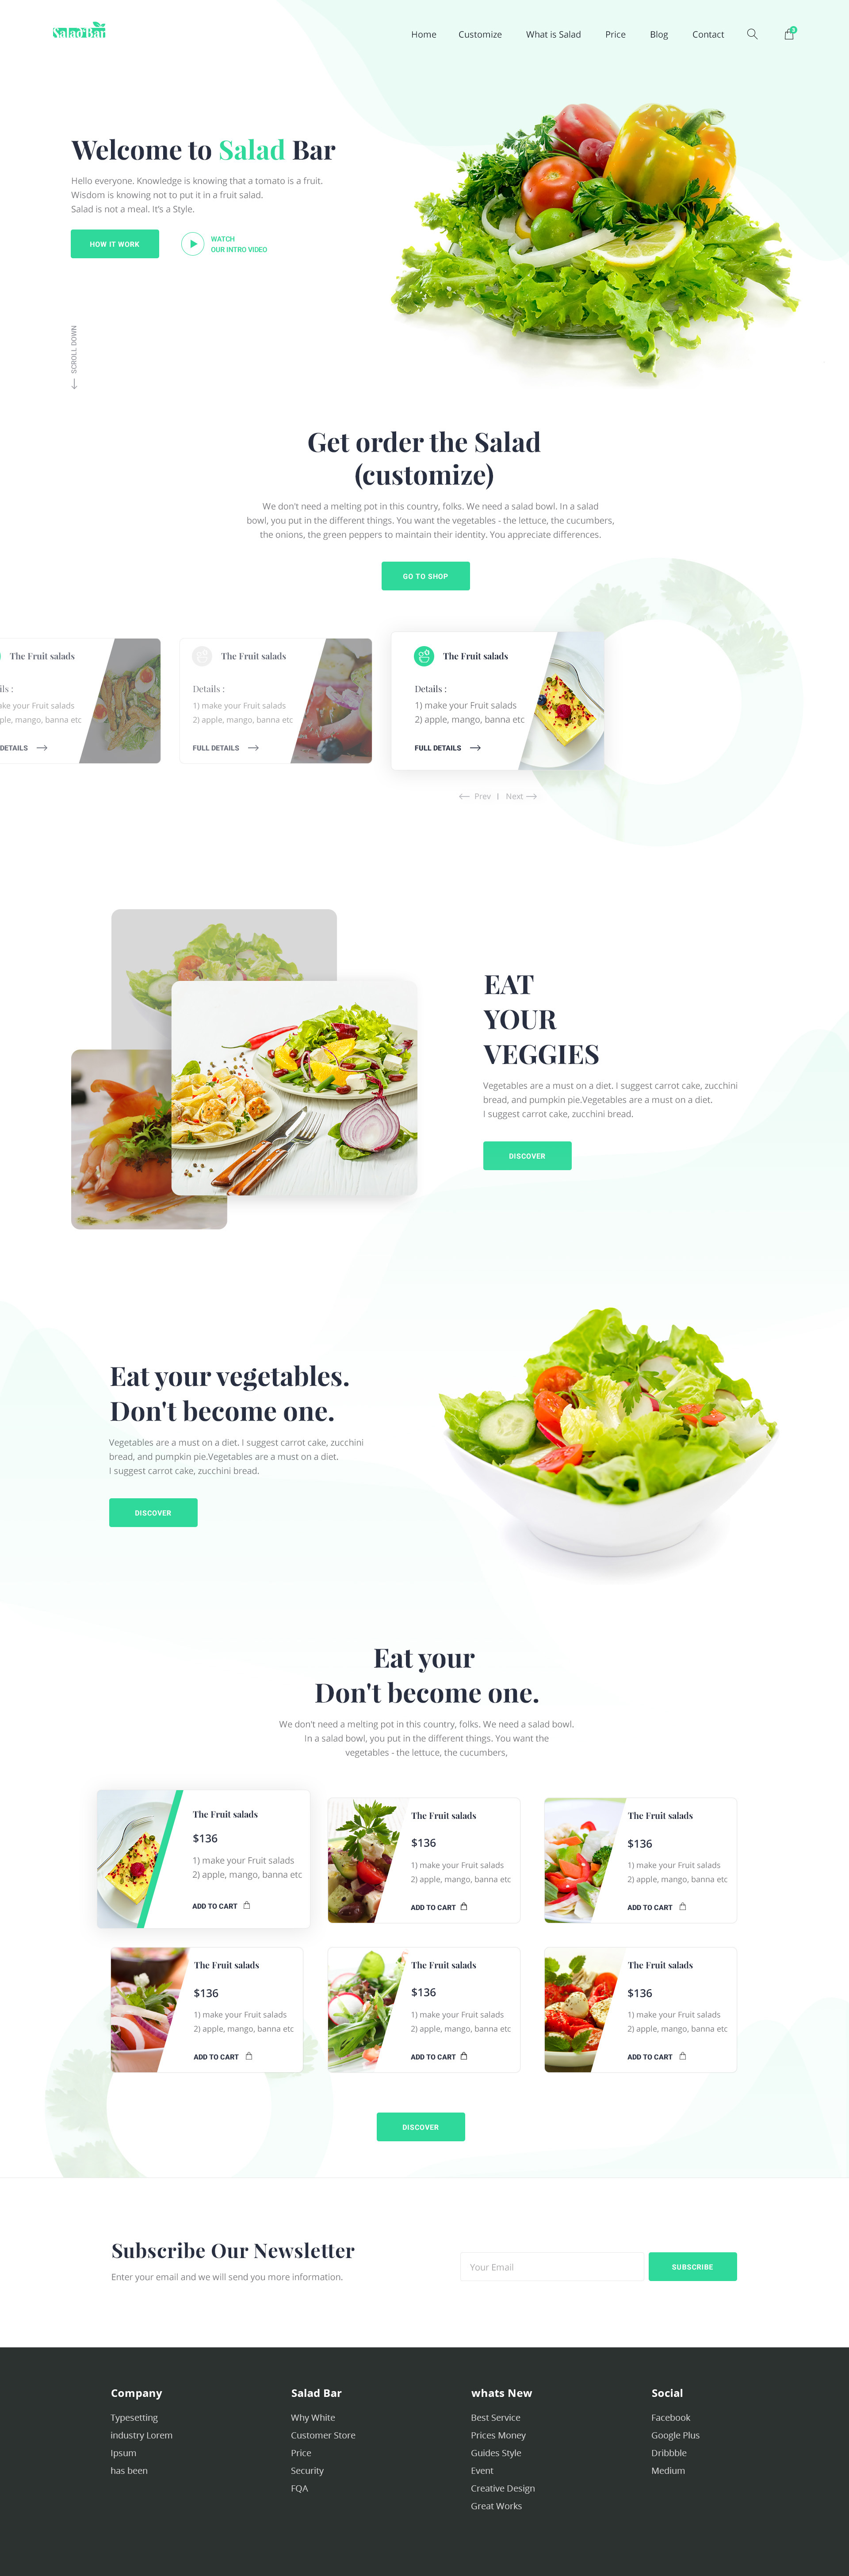 Salad Bar
Home Customize What is Salad Price Blog Contact
Welcome to Salad Bar
Hello everyone. Knowledge is knowing that a tomato is a fruit.
Wisdom is knowing not to put it in a fruit salad.
Salad is not a meal. It's a Style.
HOW IT WORK
WATCH
OUR INTRO VIDEO
SCROLL DOWN
Get order the Salad
(customize)
We don't need a melting pot in this country, folks. We need a salad bowl. In a salad
bowl, you put in the different things. You want the vegetables - the lettuce, the cucumbers,
the onions, the green peppers to maintain their identity. You appreciate differences.
GO TO SHOP
The Fruit salads
ils :
ke your Fruit salads
ple, mango, banna etc
DETAILS
The Fruit salads
Details :
1) make your Fruit salads
2) apple, mango, banna etc
FULL DETAILS
The Fruit salads
Details :
1) make your Fruit salads
2) apple, mango, banna etc
FULL DETAILS
Prev | Next
EAT
YOUR
VEGGIES
Vegetables are a must on a diet. I suggest carrot cake, zucchini
bread, and pumpkin pie.Vegetables are a must on a diet.
I suggest carrot cake, zucchini bread.
DISCOVER
Eat your vegetables.
Don't become one.
Vegetables are a must on a diet. I suggest carrot cake, zucchini
bread, and pumpkin pie.Vegetables are a must on a diet.
I suggest carrot cake, zucchini bread.
DISCOVER
Eat your
Don't become one.
We don't need a melting pot in this country, folks. We need a salad bowl.
In a salad bowl, you put in the different things. You want the
vegetables - the lettuce, the cucumbers,
The Fruit salads
$136
1) make your Fruit salads
2) apple, mango, banna etc
ADD TO CART
The Fruit salads
$136
1) make your Fruit salads
2) apple, mango, banna etc
ADD TO CART
The Fruit salads
$136
1) make your Fruit salads
2) apple, mango, banna etc
ADD TO CART
The Fruit salads
$136
1) make your Fruit salads
2) apple, mango, banna etc
ADD TO CART
The Fruit salads
$136
1) make your Fruit salads
2) apple, mango, banna etc
ADD TO CART
The Fruit salads
$136
1) make your Fruit salads
2) apple, mango, banna etc
ADD TO CART
DISCOVER
Subscribe Our Newsletter
Enter your email and we will send you more information.
Your Email
SUBSCRIBE
Company
Typesetting
industry Lorem
Ipsum
has been
Salad Bar
Why White
Customer Store
Price
Security
FQA
whats New
Best Service
Prices Money
Guides Style
Event
Creative Design
Great Works
Social
Facebook
Google Plus
Dribbble
Medium